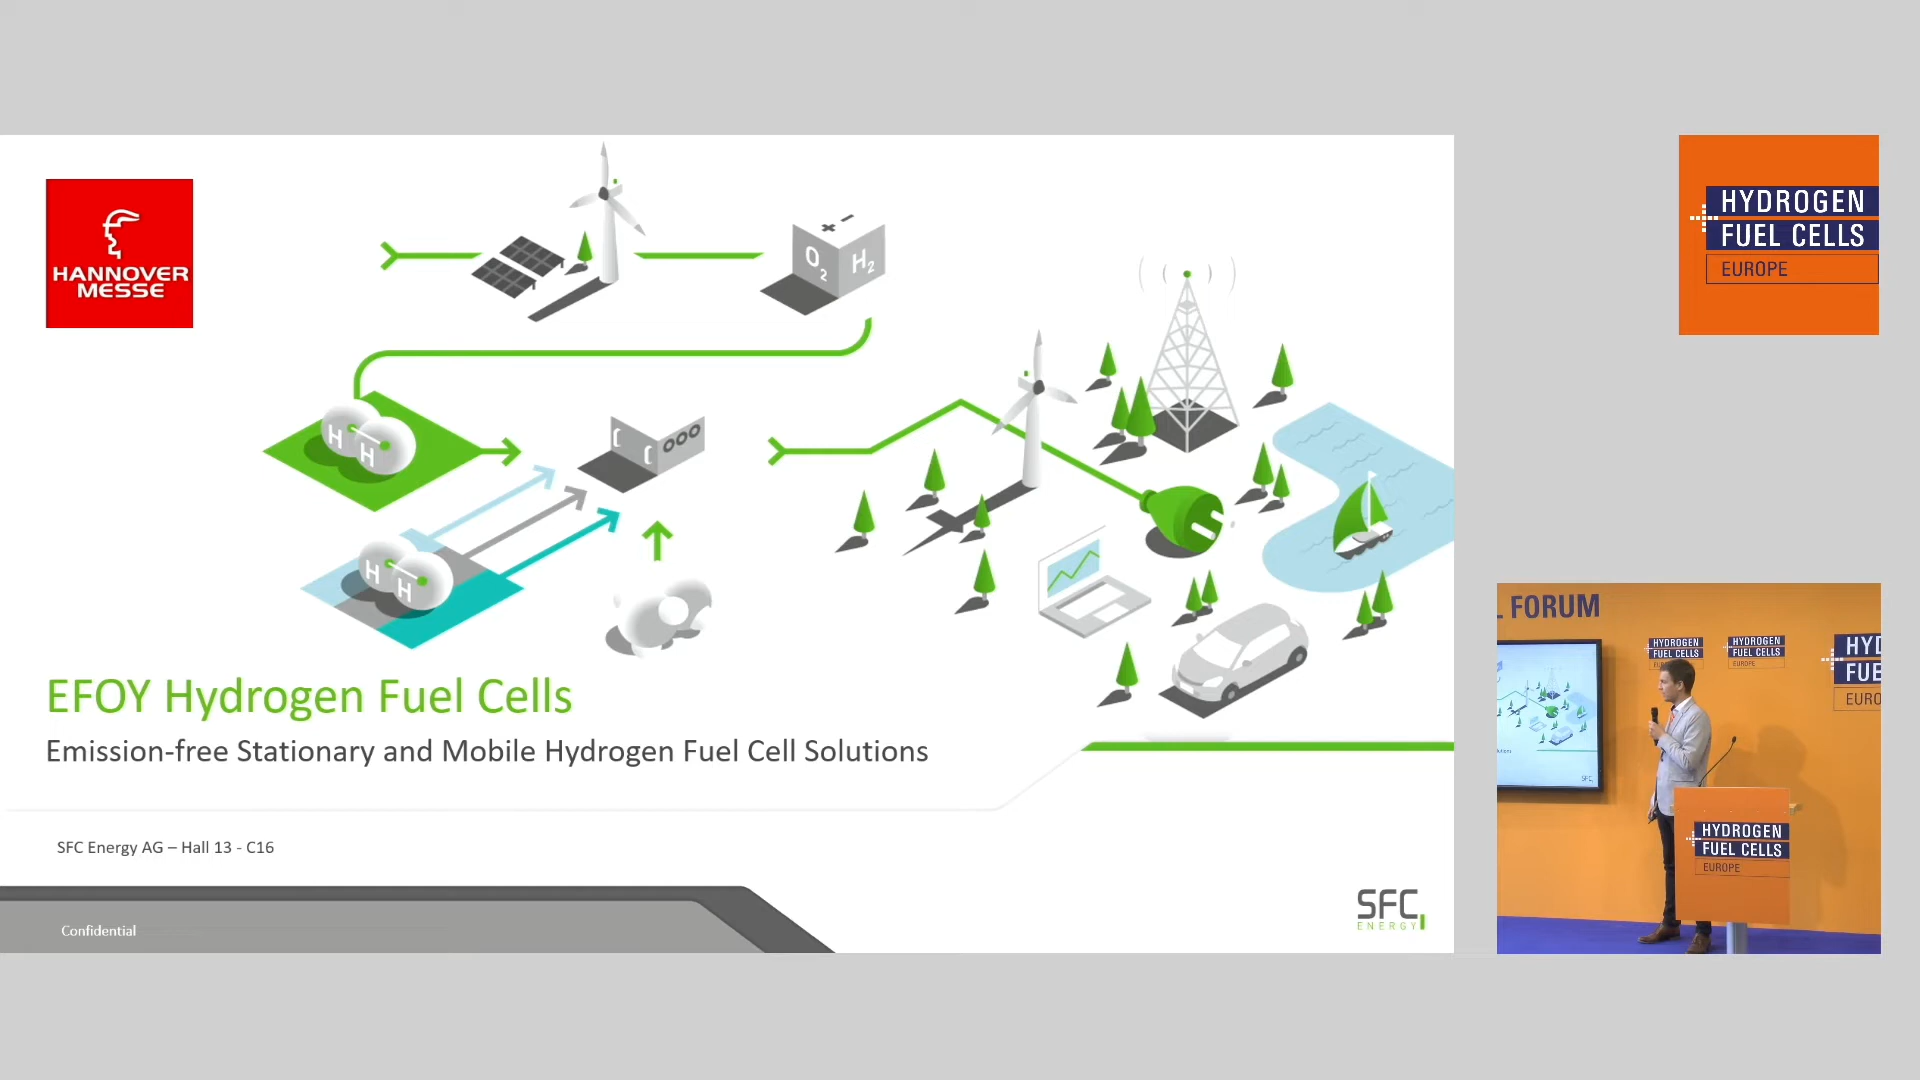 HANNOVER
MESSE
O2
H2
H
H
H
H
EFOY Hydrogen Fuel Cells
Emission-free Stationary and Mobile Hydrogen Fuel Cell Solutions
SFC Energy AG – Hall 13 - C16
Confidential
SFC
ENERGY
HYDROGEN
FUEL CELLS
EUROPE
L FORUM
HYDROGEN
FUEL CELLS
HYDROGEN
FUEL CELLS
EUROPE
HYD
FUE
EURO
SFC
HYDROGEN
FUEL CELLS
EUROPE